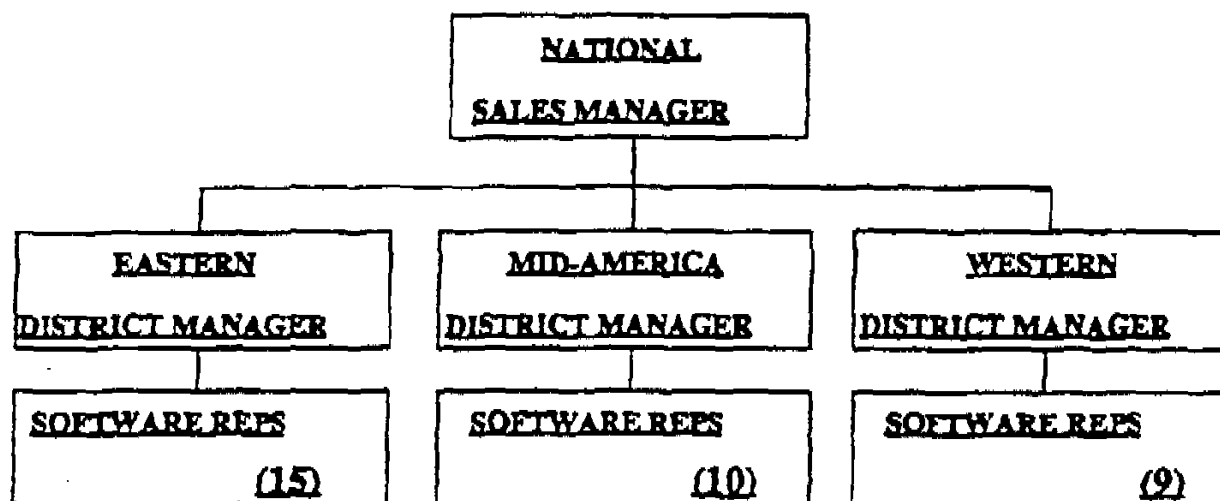 NATIONAL
SALES MANAGER
EASTERN
DISTRICT MANAGER
MID-AMERICA
DISTRICT MANAGER
WESTERN
DISTRICT MANAGER
SOFTWARE REPS
(15)
SOFTWARE REPS
(10)
SOFTWARE REPS
(9)